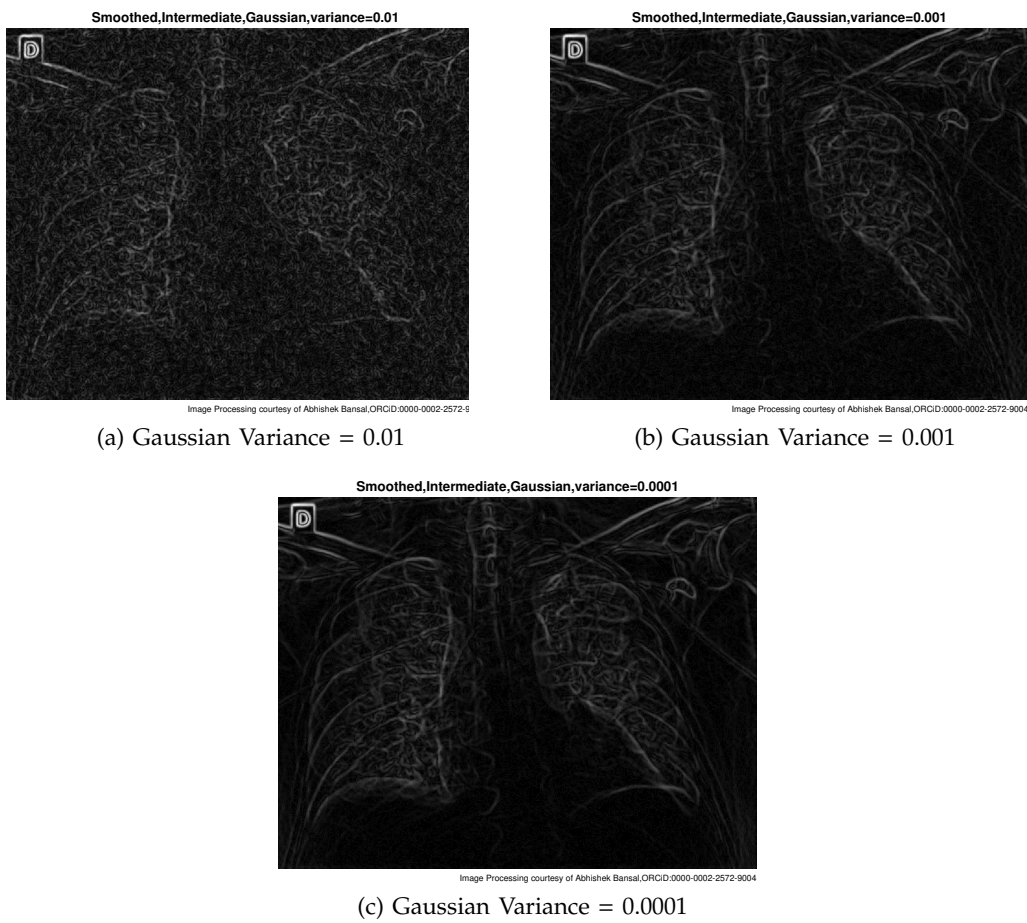 Smoothed,Intermediate,Gaussian,variance=0.01
D
Image Processing courtesy of Abhishek Bansal,ORCiD:0000-0002-2572-9
(a) Gaussian Variance = 0.01
Smoothed,Intermediate,Gaussian,variance=0.001
D
Image Processing courtesy of Abhishek Bansal,ORCiD:0000-0002-2572-9004
(b) Gaussian Variance = 0.001
Smoothed,Intermediate,Gaussian,variance=0.0001
D
Image Processing courtesy of Abhishek Bansal,ORCiD:0000-0002-2572-9004
(c) Gaussian Variance = 0.0001